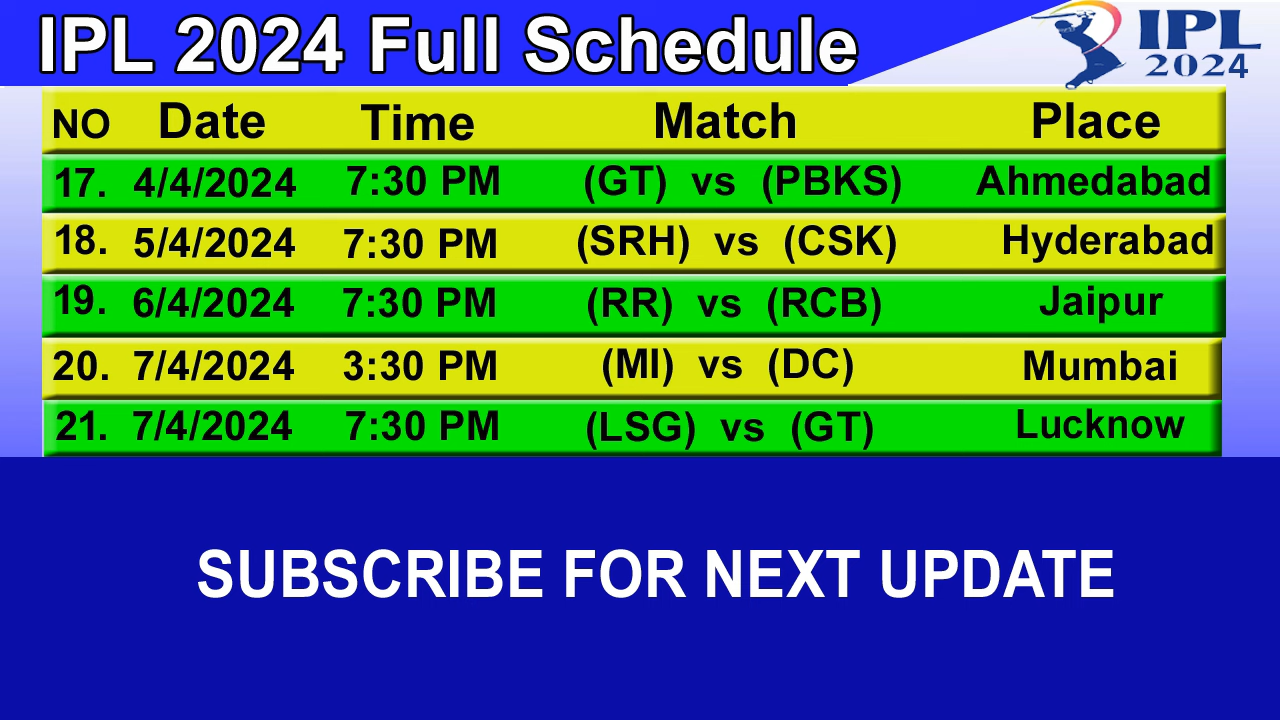 IPL 2024 Full Schedule
IPL
2024
NO Date Time Match Place
17. 4/4/2024 7:30 PM (GT) vs (PBKS) Ahmedabad
18. 5/4/2024 7:30 PM (SRH) vs (CSK) Hyderabad
19. 6/4/2024 7:30 PM (RR) vs (RCB) Jaipur
20. 7/4/2024 3:30 PM (MI) vs (DC) Mumbai
21. 7/4/2024 7:30 PM (LSG) vs (GT) Lucknow
SUBSCRIBE FOR NEXT UPDATE